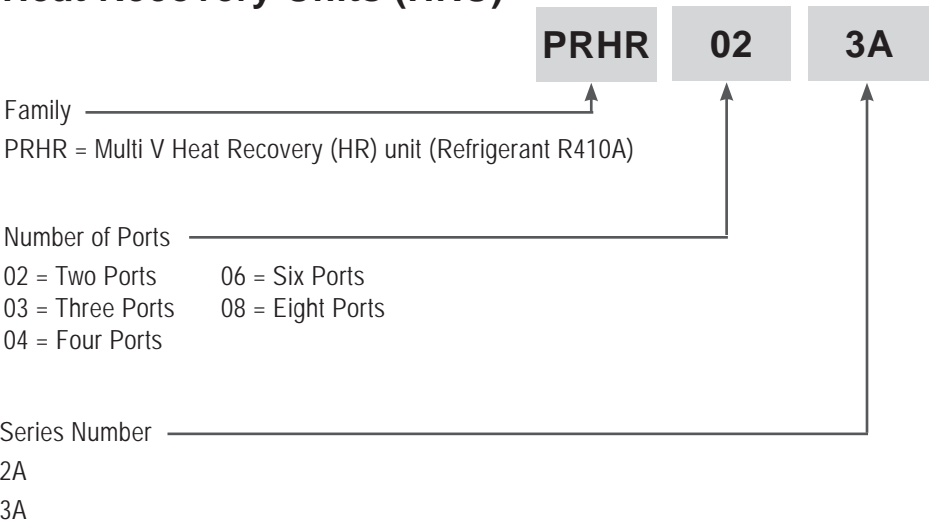 Heat Recovery Units (HRU)
PRHR 02 3A
Family
PRHR = Multi V Heat Recovery (HR) unit (Refrigerant R410A)
Number of Ports
02 = Two Ports 06 = Six Ports
03 = Three Ports 08 = Eight Ports
04 = Four Ports
Series Number
2A
3A